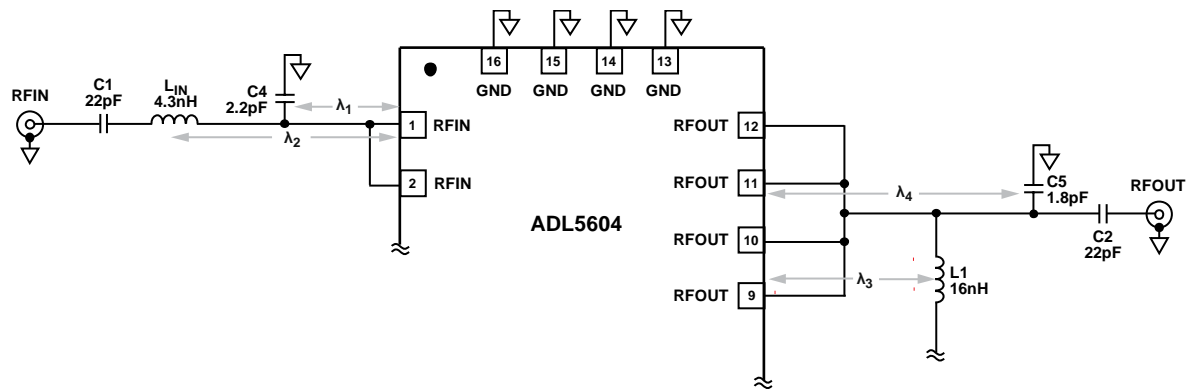 16
15
14
13
GND
GND
GND
GND
RFIN
C1
22pF
LIN
4.3nH
C4
2.2pF
λ1
λ2
1
RFIN
2
RFIN
ADL5604
RFOUT
12
RFOUT
11
RFOUT
10
RFOUT
9
λ4
λ3
L1
16nH
C5
1.8pF
C2
22pF
RFOUT